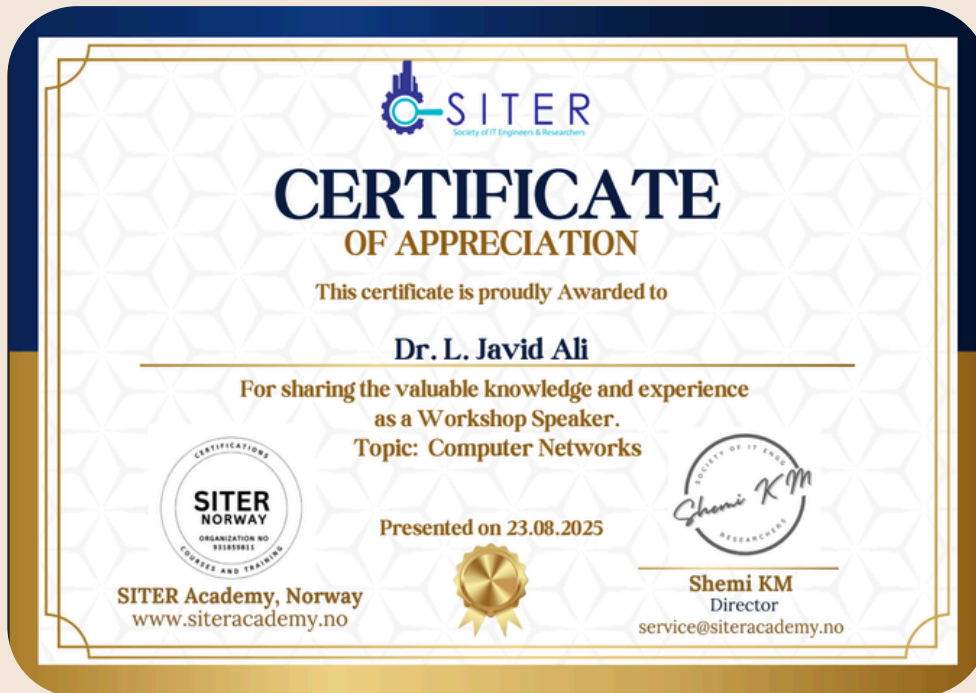 SITER
Society of IT Engineers & Researchers
CERTIFICATE
OF APPRECIATION
This certificate is proudly Awarded to
Dr. L. Javid Ali
For sharing the valuable knowledge and experience
as a Workshop Speaker.
Topic: Computer Networks
CERTIFICATIONS
SITER
NORWAY
ORGANIZATION NO
931859811
COURSES AND TRAINING
SITER Academy, Norway
www.siteracademy.no
Presented on 23.08.2025
SOCIETY OF IT ENGG
Shemi KM
RESEARCHERS
Shemi KM
Director
service@siteracademy.no